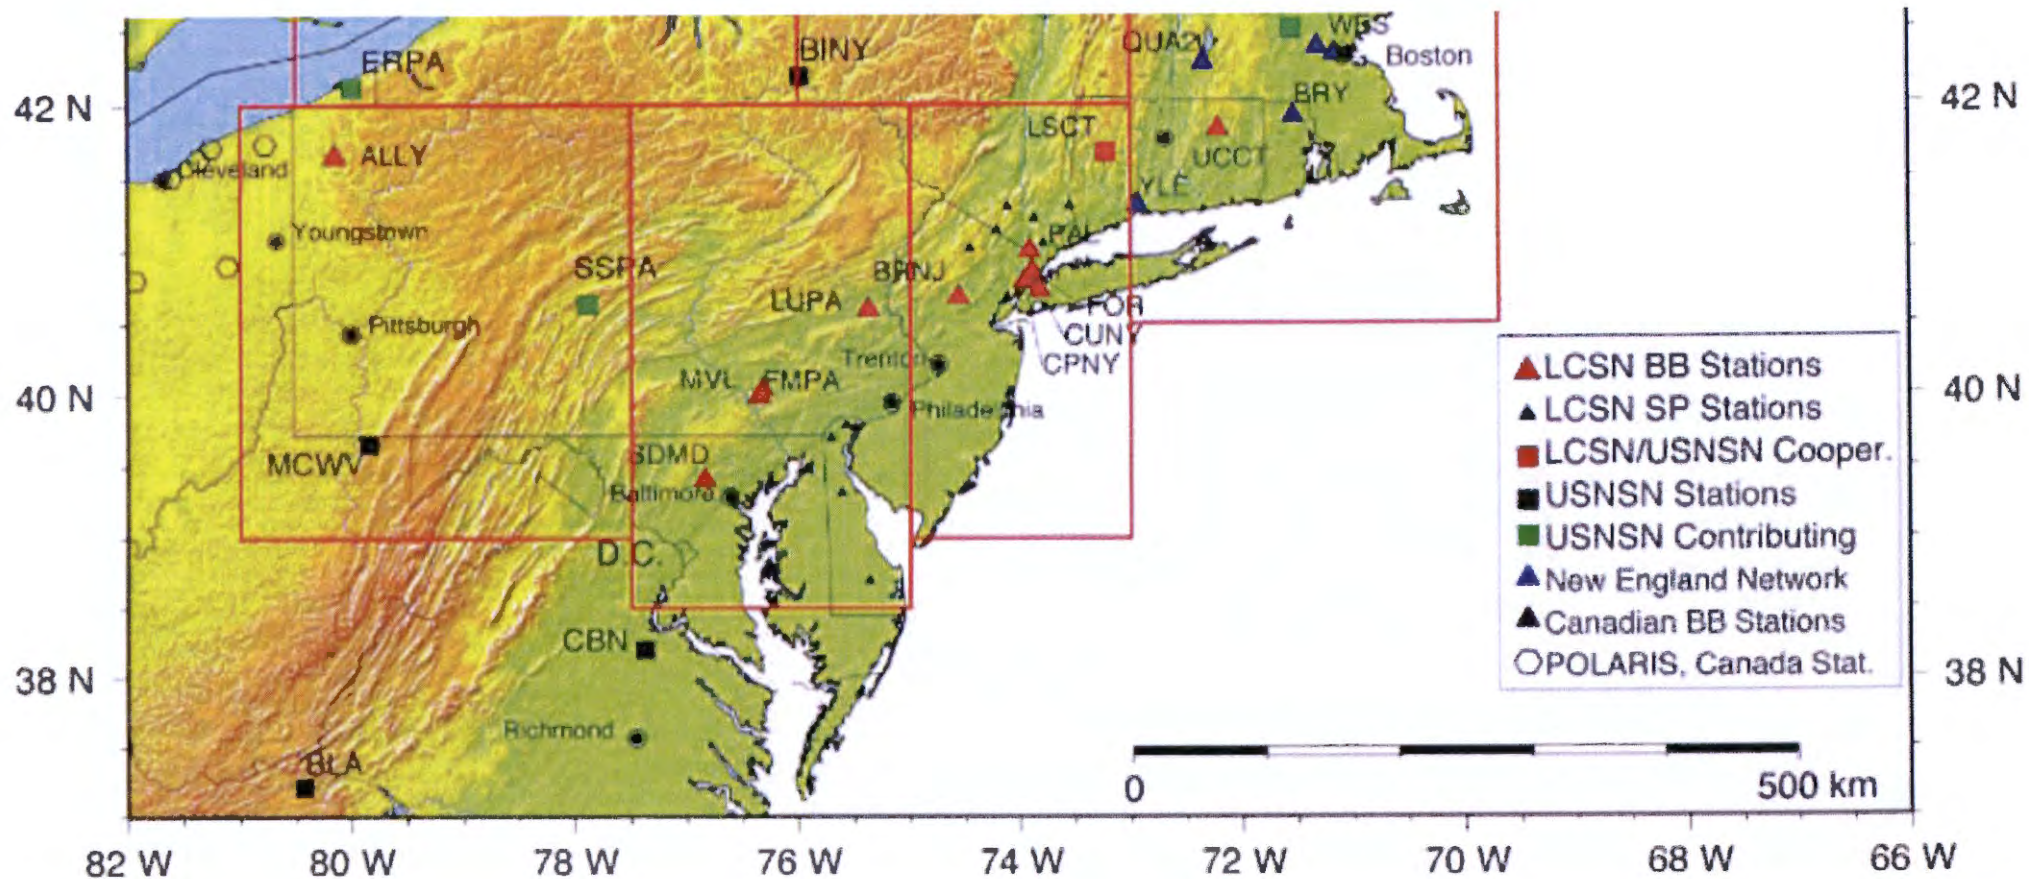 WES
QUA2
BINY
Boston
ERPA
42 N
42 N
BRY
LSCT
ALLY
UCCT
Cleveland
YLE
Youngstown
PAL
SSPA
BRNJ
LUPA
FOR
Pittsburgh
CUN
Trenton
CPNY
LCSN BB Stations
MVL FMPA
40 N
40 N
LCSN SP Stations
Philadelphia
MCWV
SDMD
LCSN/USNSN Cooper.
Baltimore
USNSN Stations
D.C.
USNSN Contributing
New England Network
CBN
Canadian BB Stations
38 N
POLARIS, Canada Stat.
38 N
Richmond
BLA
0
500 km
82 W
80 W
78 W
76 W
74 W
72 W
70 W
68 W
66 W